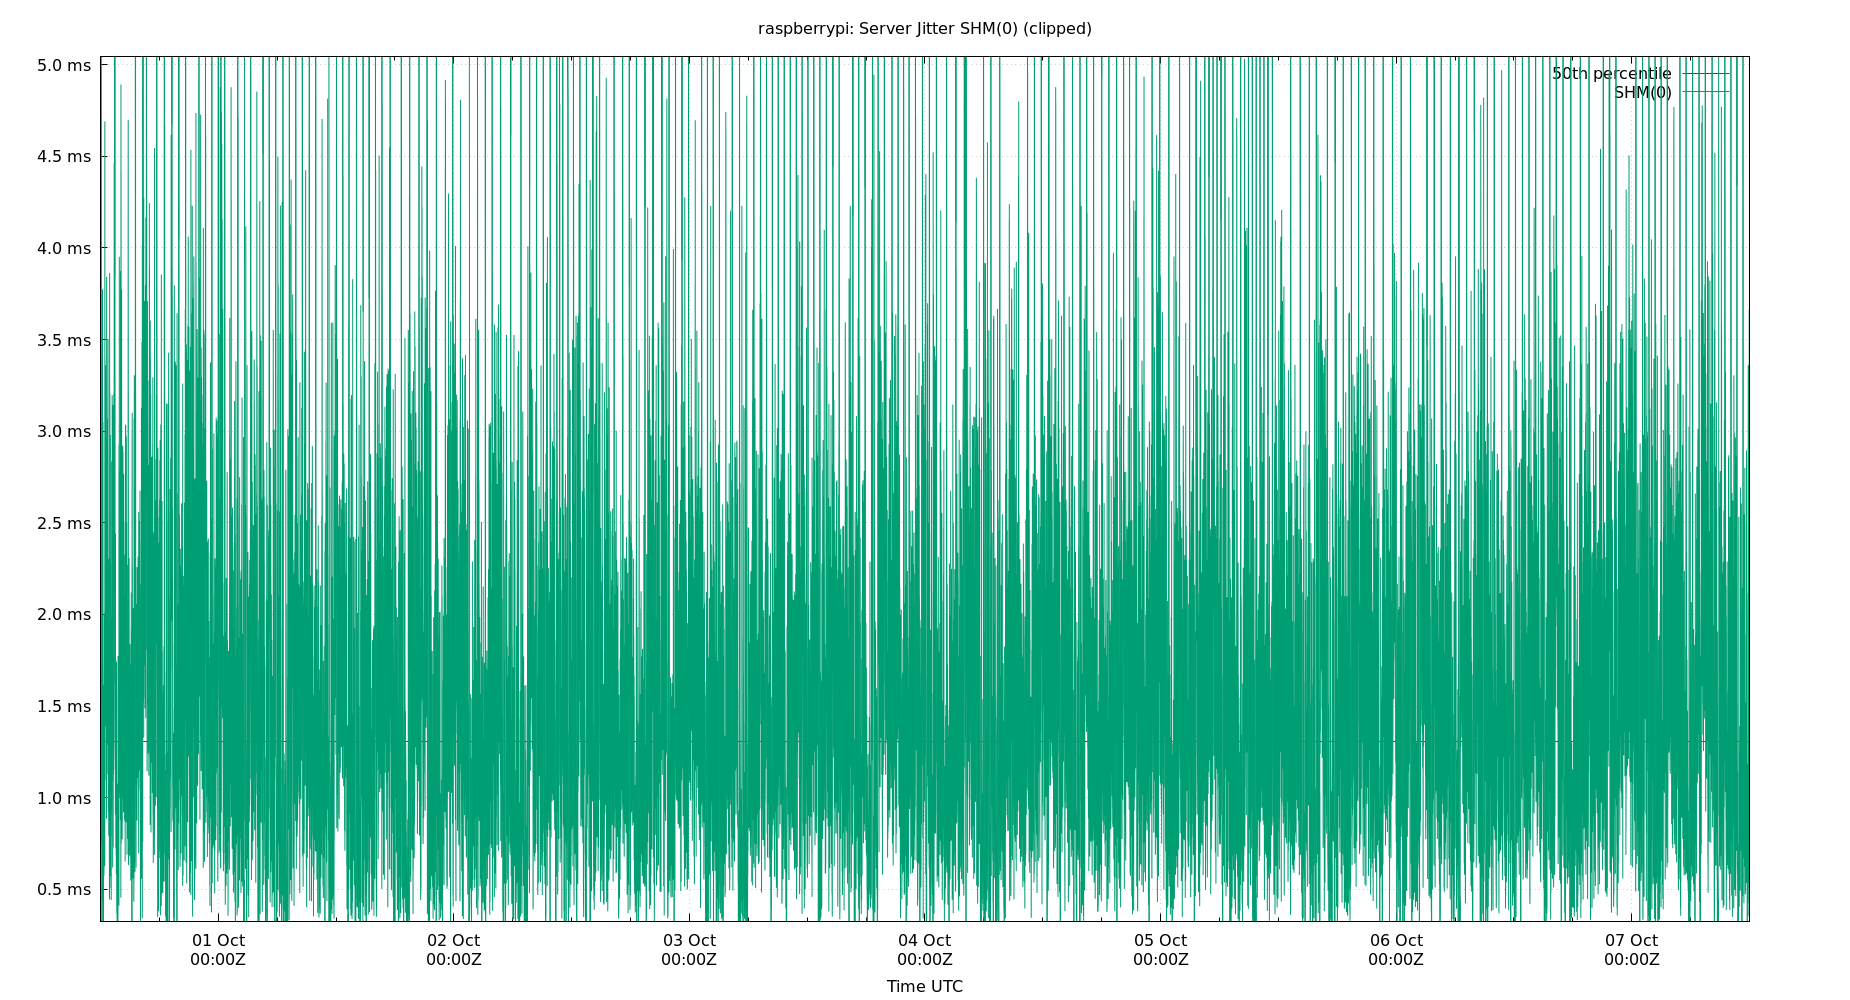 raspberrypi: Server Jitter SHM(0) (clipped)
5.0 ms
50th percentile
SHM(0)
4.5 ms
4.0 ms
3.5 ms
3.0 ms
2.5 ms
2.0 ms
1.5 ms
1.0 ms
0.5 ms
01 Oct 02 Oct 03 Oct 04 Oct 05 Oct 06 Oct 07 Oct
00:00Z 00:00Z 00:00Z 00:00Z 00:00Z 00:00Z 00:00Z
Time UTC